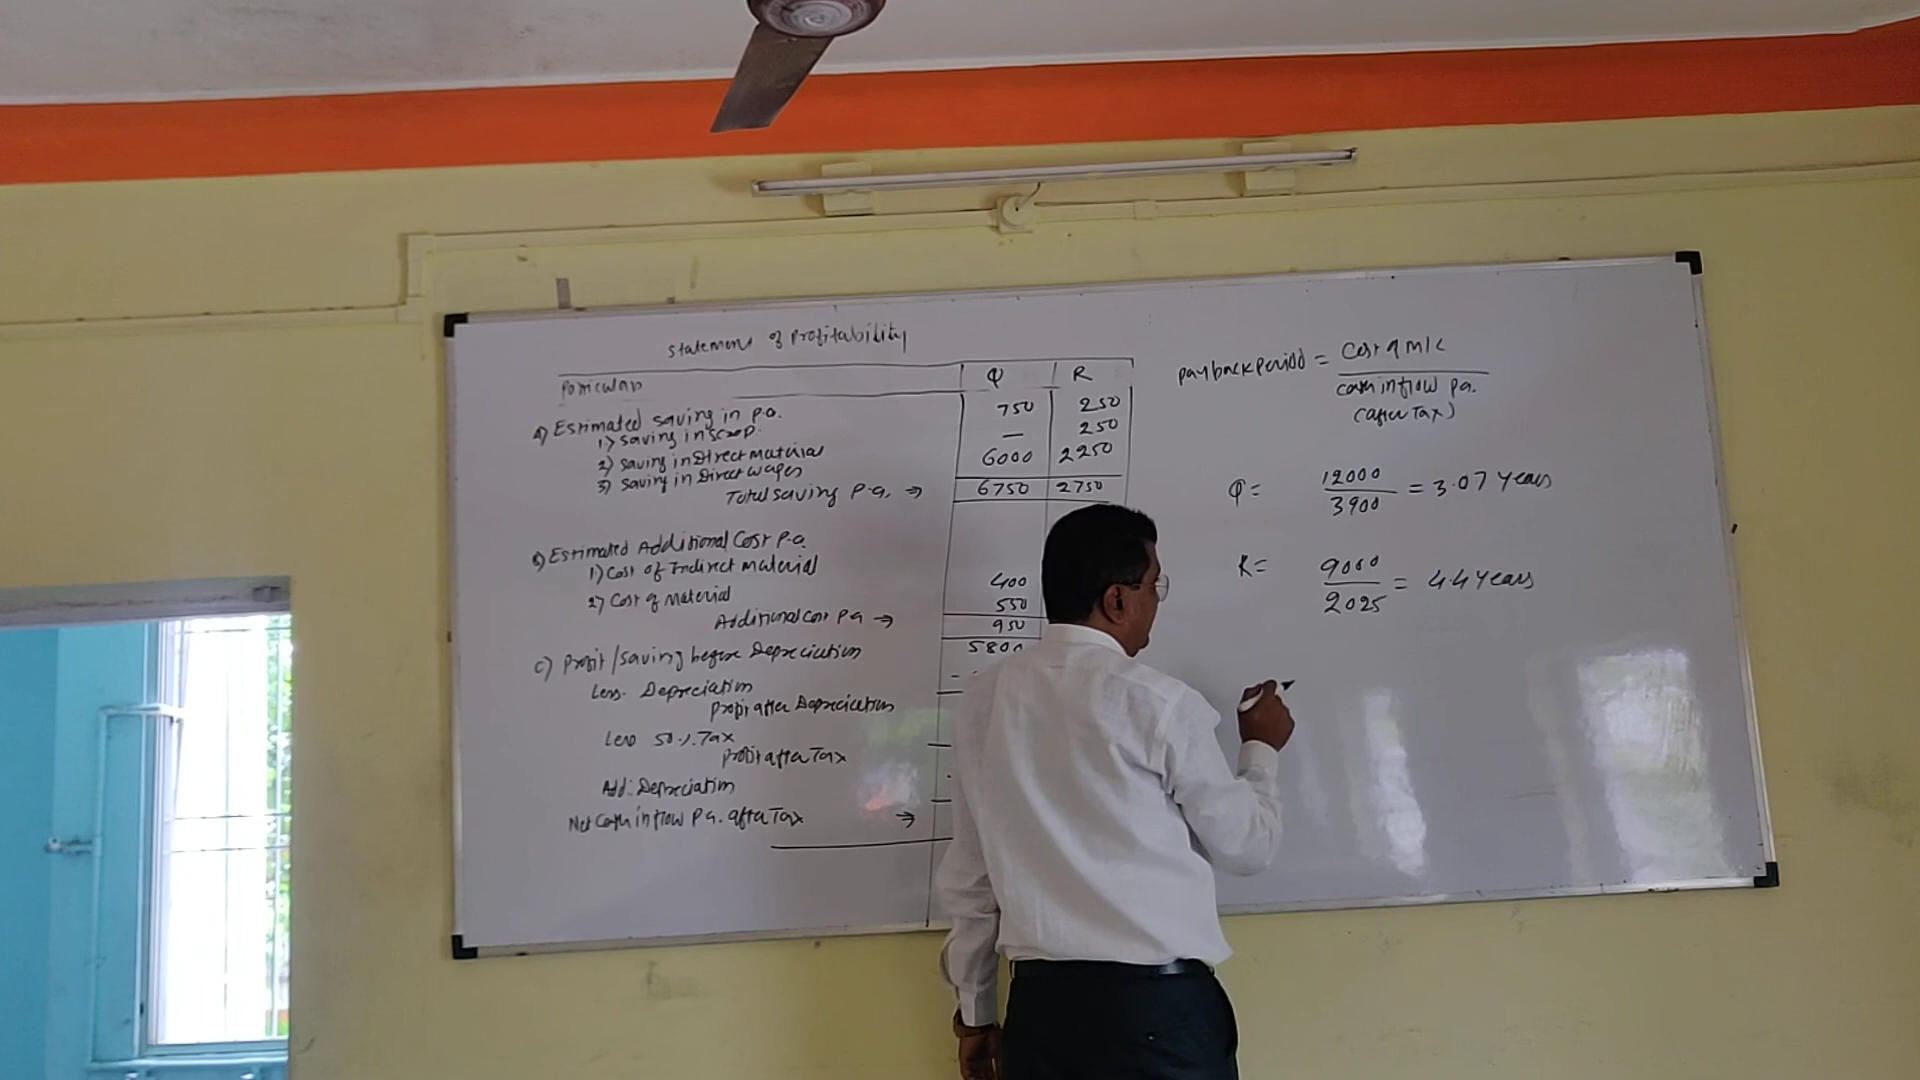 Statement of Profitability
Particulars Q R
A) Estimated saving in p.a.
1) Saving in scrap. 750 250
2) Saving in Direct material — 250
3) Saving in Direct wages 6000 2250
Total saving P.a. → 6750 2750
B) Estimated Additional Cost P.a.
1) Cost of Indirect material 400
2) Cost of material 550
Additional cost Pa → 950
C) Profit/saving before Depreciation 5800
Less. Depreciation
Profit after Depreciation
Less 50% Tax
Profit after Tax
Add: Depreciation
Net Cash inflow Pa. after Tax →
Payback period = Cost of M/c
cash inflow pa.
(after Tax)
Q = 12000
3900 = 3.07 Years
R = 9000
2025 = 4.4 Years